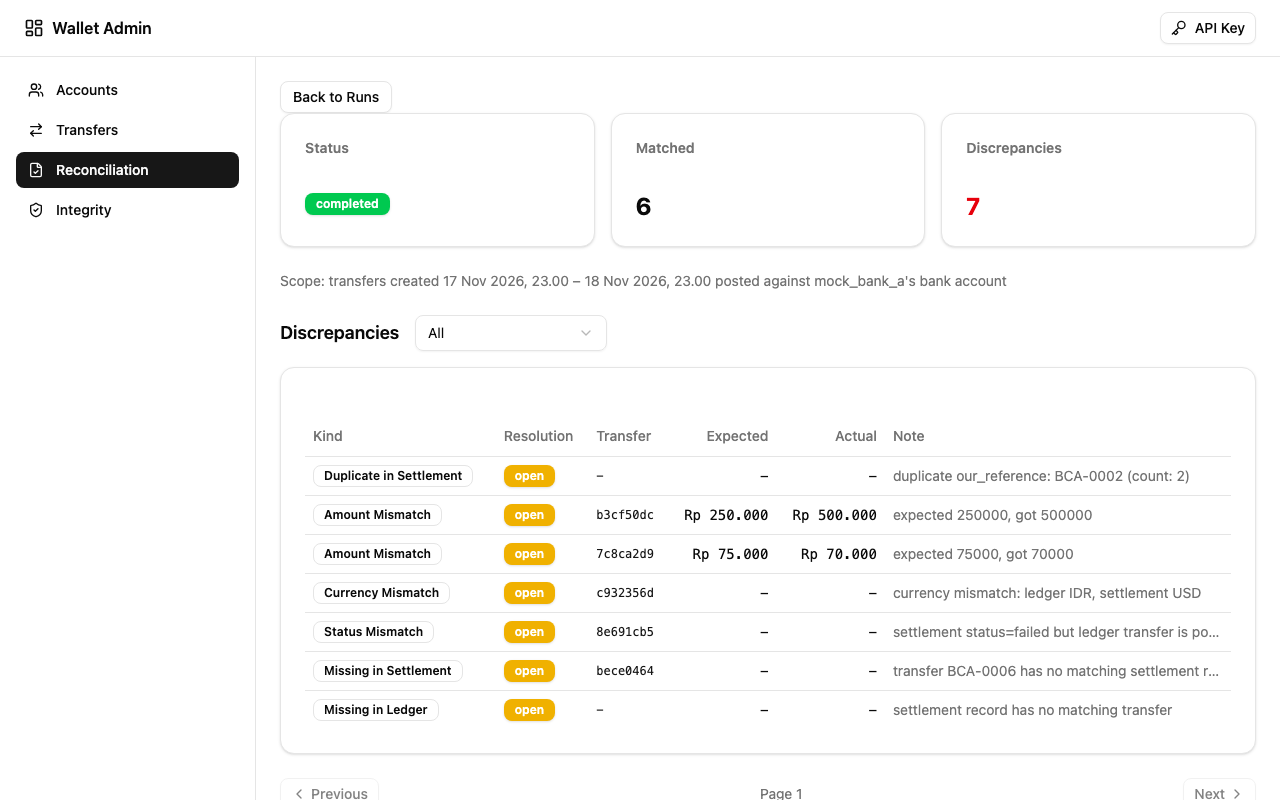 Wallet Admin
API Key
Accounts
Transfers
Reconciliation
Integrity
Back to Runs
Status
completed
Matched
6
Discrepancies
7
Scope: transfers created 17 Nov 2026, 23.00 – 18 Nov 2026, 23.00 posted against mock_bank_a's bank account
Discrepancies
All
Kind Resolution Transfer Expected Actual Note
Duplicate in Settlement open – – – duplicate our_reference: BCA-0002 (count: 2)
Amount Mismatch open b3cf50dc Rp 250.000 Rp 500.000 expected 250000, got 500000
Amount Mismatch open 7c8ca2d9 Rp 75.000 Rp 70.000 expected 75000, got 70000
Currency Mismatch open c932356d – – currency mismatch: ledger IDR, settlement USD
Status Mismatch open 8e691cb5 – – settlement status=failed but ledger transfer is po...
Missing in Settlement open bece0464 – – transfer BCA-0006 has no matching settlement r...
Missing in Ledger open – – – settlement record has no matching transfer
Previous
Page 1
Next